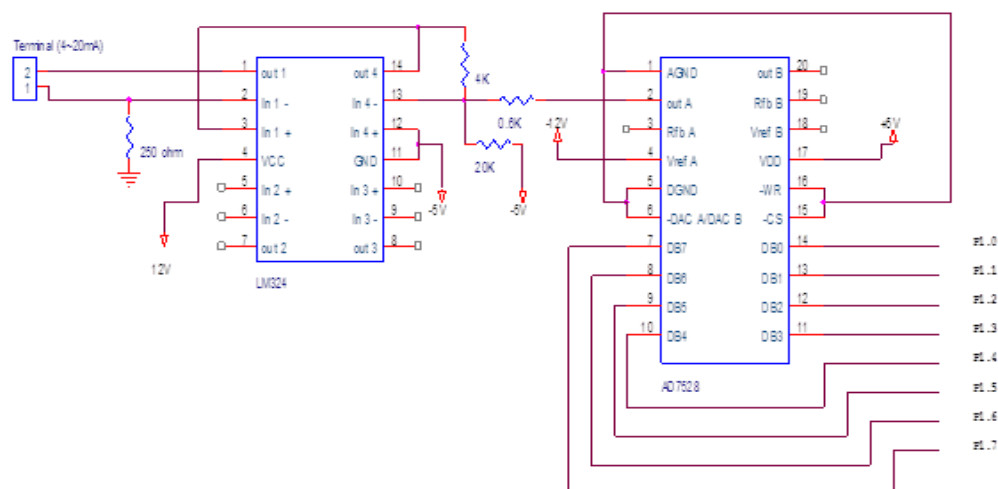 Terminal (4~20mA)
2
1
250 ohm
12V
1 out 1 out 4 14
2 In 1 - In 4 - 13
3 In 1 + In 4 + 12
4 VCC GND 11
5 In 2 + In 3 + 10
6 In 2 - In 3 - 9
7 out 2 out 3 8
LM324
4K
0.6K
20K
-5V
-5V
-12V
1 AGND out B 20
2 out A Rfb B 19
3 Rfb A Vref B 18
4 Vref A VDD 17
5 DGND -WR 16
6 -DAC A/DAC B -CS 15
7 DB7 DB0 14
8 DB6 DB1 13
9 DB5 DB2 12
10 DB4 DB3 11
AD7528
+5V
P1.0
P1.1
P1.2
P1.3
P1.4
P1.5
P1.6
P1.7